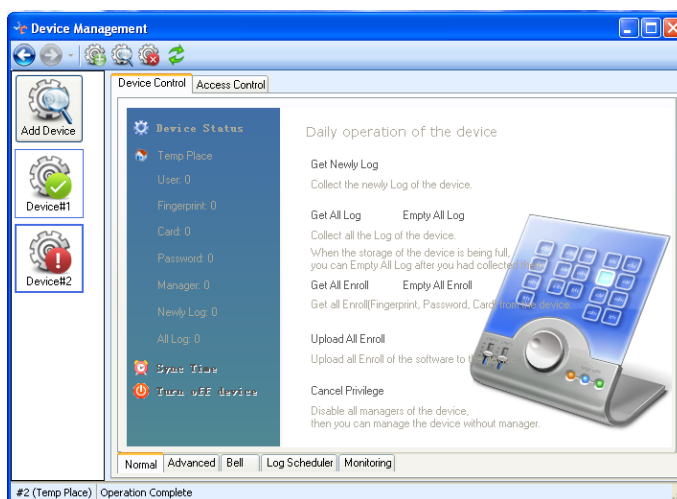 Device Management
Add Device
Device#1
Device#2
Device Control Access Control
Device Status
Temp Place
User: 0
Fingerprint: 0
Card: 0
Password: 0
Manager: 0
Newly Log: 0
All Log: 0
Sync Time
Turn off device
Daily operation of the device
Get Newly Log
Collect the newly Log of the device.
Get All Log Empty All Log
Collect all the Log of the device.
When the storage of the device is being full,
you can Empty All Log after you had collected them.
Get All Enroll Empty All Enroll
Get all Enroll(Fingerprint, Password, Card) from the device.
Upload All Enroll
Upload all Enroll of the software to
Cancel Privilege
Disable all managers of the device,
then you can manage the device without manager.
Normal Advanced Bell Log Scheduler Monitoring
#2 (Temp Place) Operation Complete